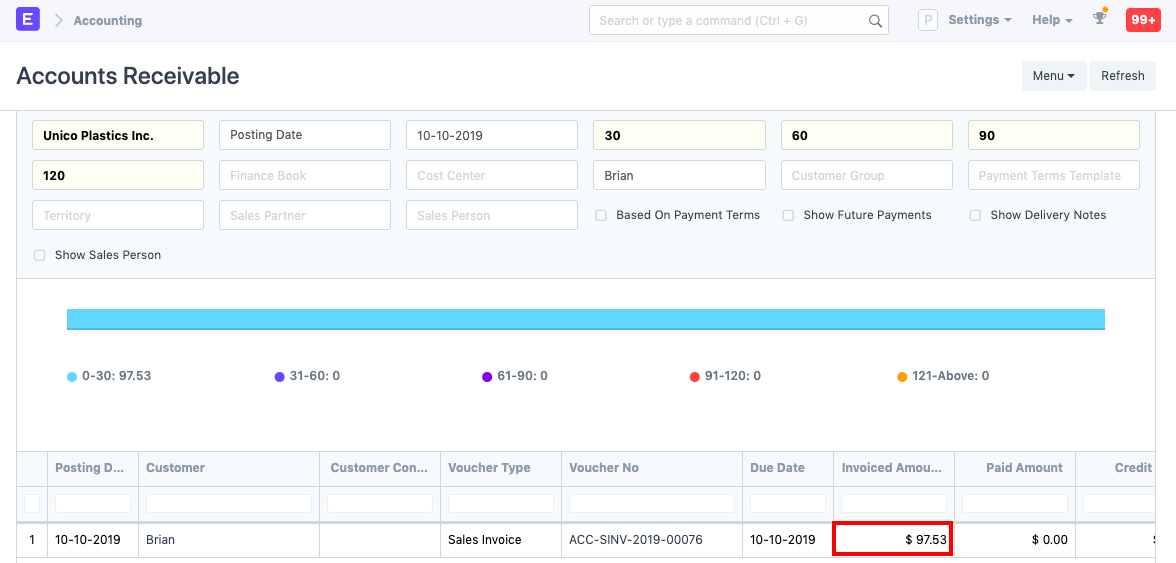 E Accounting Search or type a command (Ctrl + G) P Settings Help 99+
Accounts Receivable Menu Refresh
Unico Plastics Inc. Posting Date 10-10-2019 30 60 90
120 Finance Book Cost Center Brian Customer Group Payment Terms Template
Territory Sales Partner Sales Person Based On Payment Terms Show Future Payments Show Delivery Notes
Show Sales Person
0-30: 97.53 31-60: 0 61-90: 0 91-120: 0 121-Above: 0
Posting D... Customer Customer Con... Voucher Type Voucher No Due Date Invoiced Amou... Paid Amount Credit
1 10-10-2019 Brian Sales Invoice ACC-SINV-2019-00076 10-10-2019 $ 97.53 $ 0.00